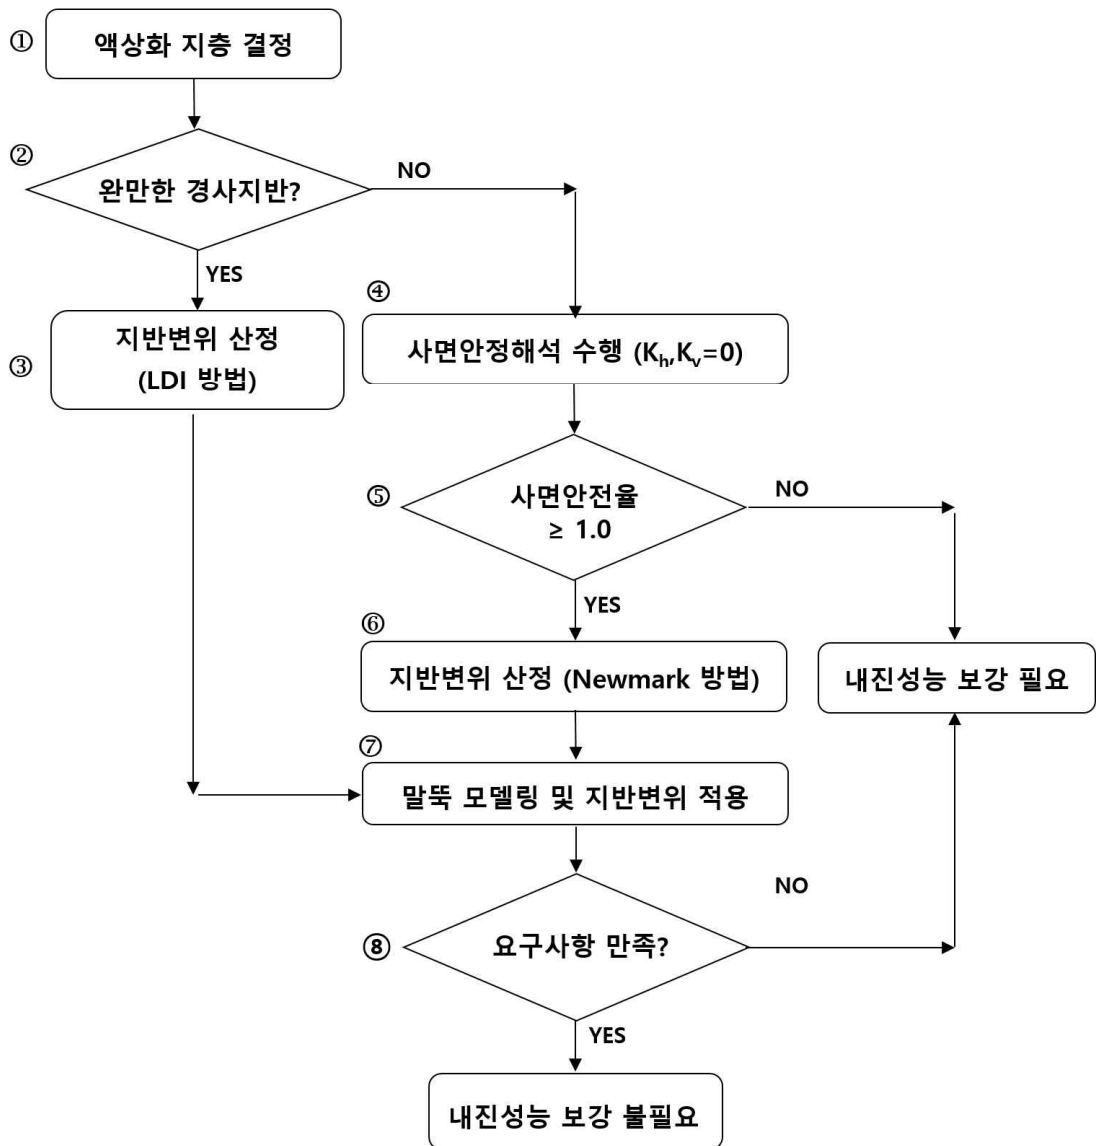 ① 액상화 지층 결정
② 완만한 경사지반?
NO
YES
③ 지반변위 산정
(LDI 방법)
④ 사면안정해석 수행 (Kh,Kv=0)
⑤ 사면안전율
≥ 1.0
NO
YES
⑥ 지반변위 산정 (Newmark 방법)
내진성능 보강 필요
⑦ 말뚝 모델링 및 지반변위 적용
⑧ 요구사항 만족?
NO
YES
내진성능 보강 불필요